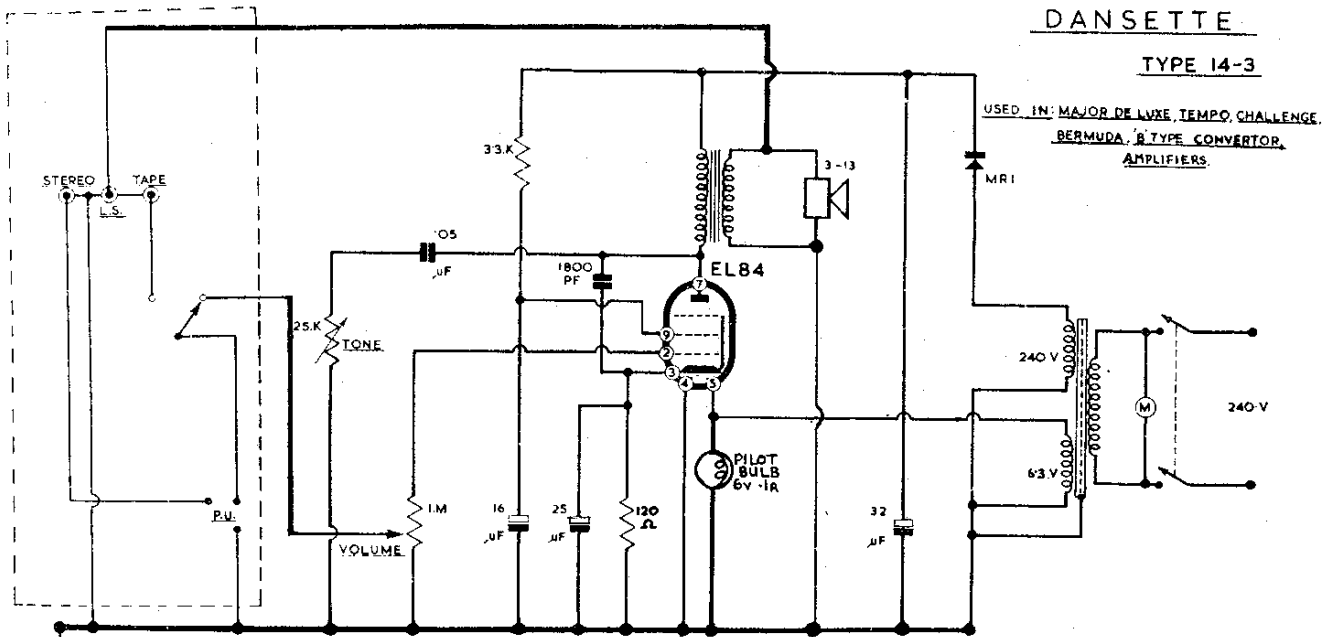 DANSETTE
TYPE 14-3
USED IN: MAJOR DE LUXE, TEMPO, CHALLENGE,
BERMUDA, 'B' TYPE CONVERTOR,
AMPLIFIERS.
STEREO
L.S.
TAPE
P.U.
25.K
TONE
·05
µF
1800
PF
3·3.K
EL84
7
9
2
3
4
5
3-13
MR1
1.M
VOLUME
16
µF
25
µF
120
Ω
PILOT
BULB
6V ·1A
32
µF
240 V
6·3.V
M
240·V